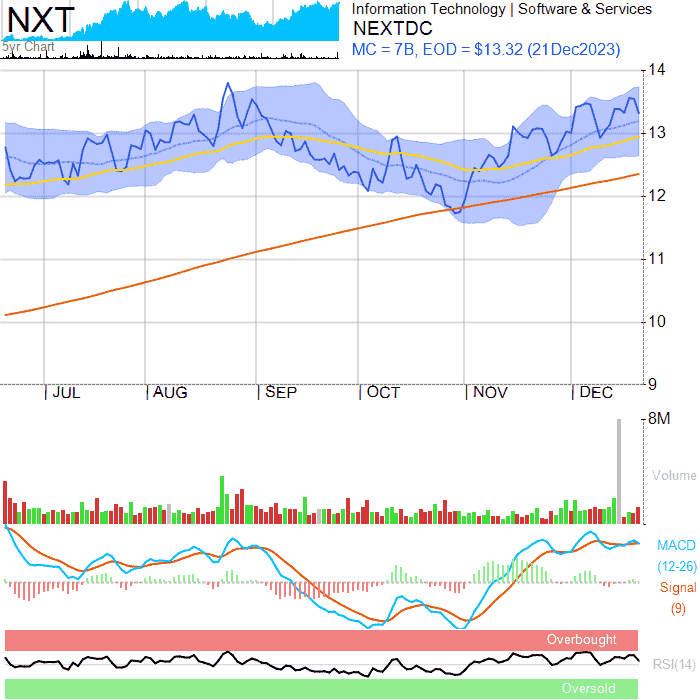 NXT
5yr Chart
Information Technology | Software & Services
NEXTDC
MC = 7B, EOD = $13.32 (21Dec2023)
14
13
12
11
10
9
JUL
AUG
SEP
OCT
NOV
DEC
8M
Volume
MACD
(12-26)
Signal
(9)
Overbought
RSI(14)
Oversold